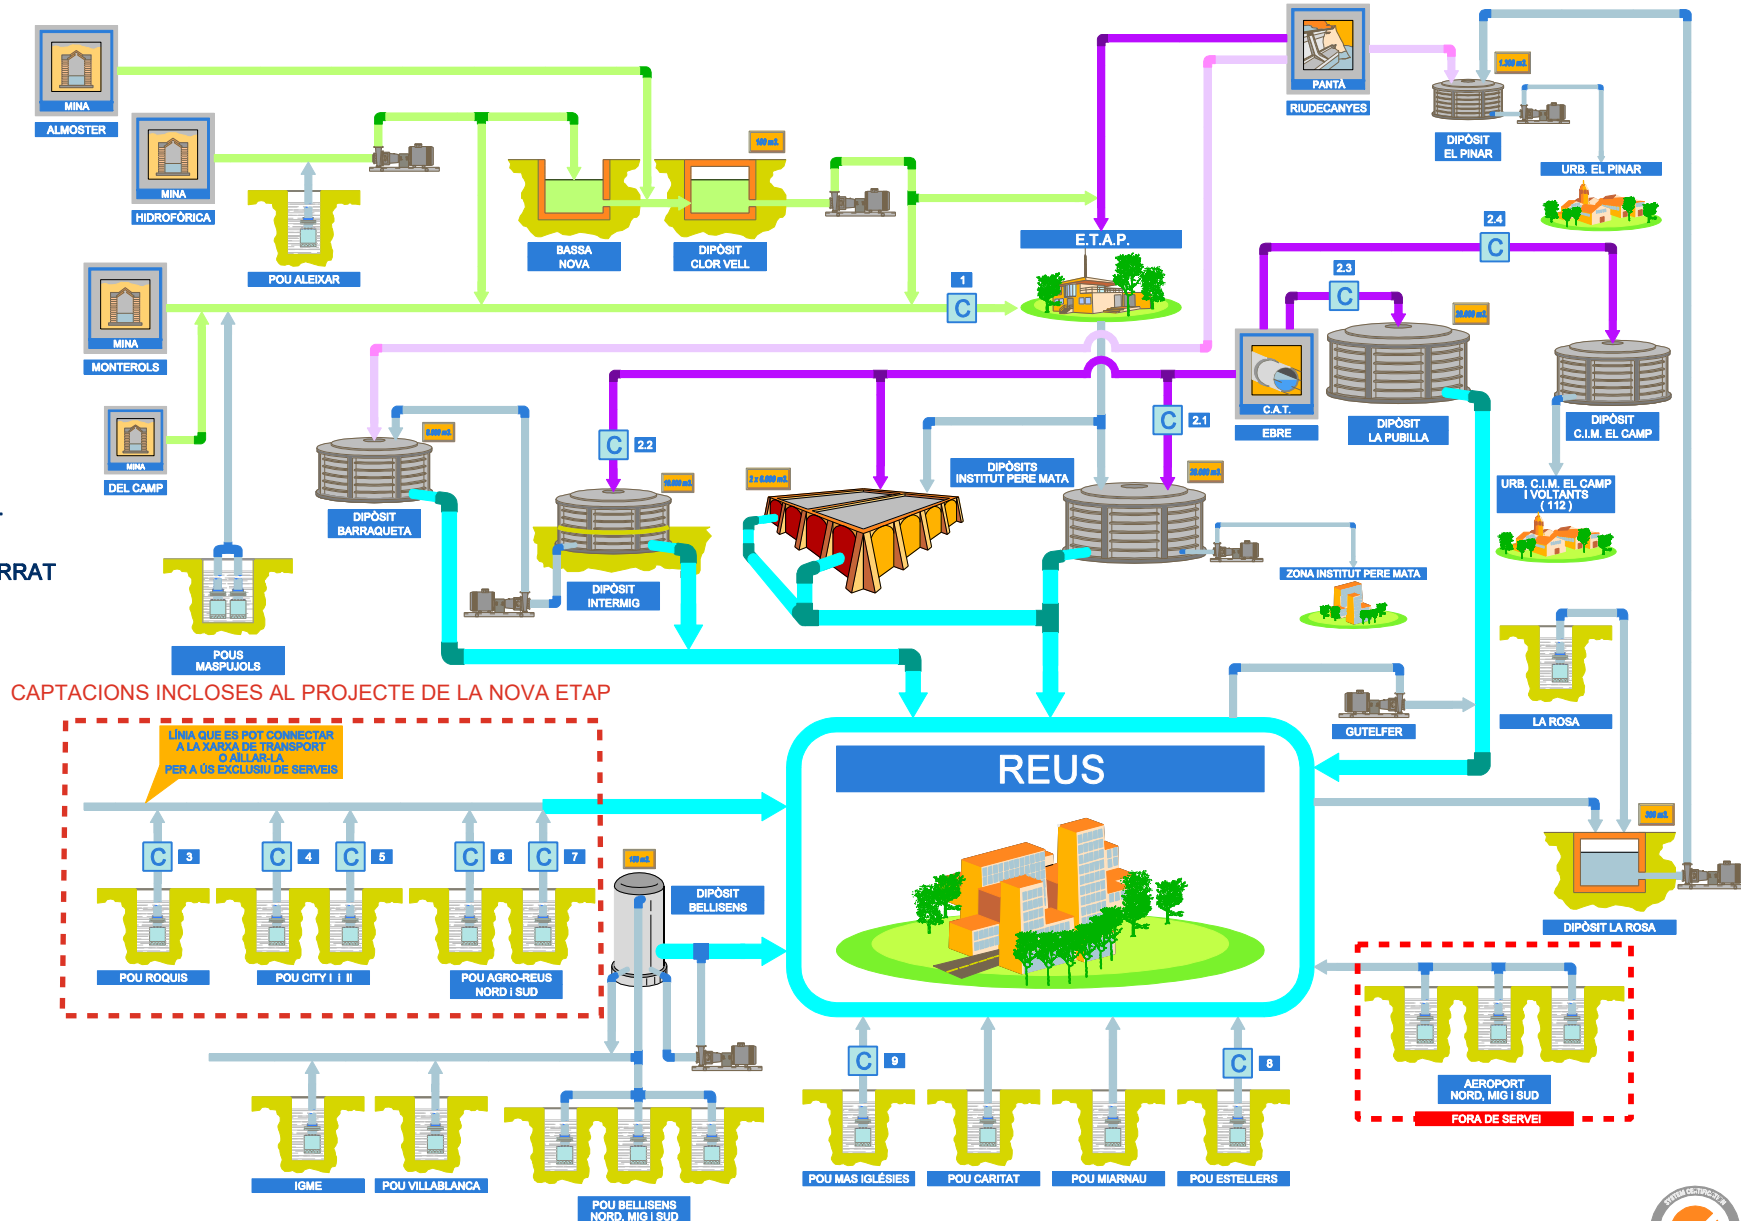 MINA
ALMOSTER
MINA
HIDROFÒRICA
POU ALEIXAR
BASSA
NOVA
100 m3.
DIPÒSIT
CLOR VELL
E.T.A.P.
PANTÀ
RIUDECANYES
DIPÒSIT
EL PINAR
URB. EL PINAR
MINA
MONTEROLS
1
C
2.3
C
2.4
C
C.A.T.
EBRE
DIPÒSIT
LA PUBILLA
DIPÒSIT
C.I.M. EL CAMP
MINA
DEL CAMP
DIPÒSIT
BARRAQUETA
C
2.2
DIPÒSIT
INTERMIG
2 x 6.000 m3.
DIPÒSITS
INSTITUT PERE MATA
C
2.1
URB. C.I.M. EL CAMP
I VOLTANTS
( 112 )
ZONA INSTITUT PERE MATA
RRAT
POUS
MASPUJOLS
LA ROSA
GUTELFER
CAPTACIONS INCLOSES AL PROJECTE DE LA NOVA ETAP
LÍNIA QUE ES POT CONNECTAR
A LA XARXA DE TRANSPORT
O AÏLLAR-LA
PER A ÚS EXCLUSIU DE SERVEIS
REUS
C
3
C
4
C
5
C
6
C
7
POU ROQUIS
POU CITY I i II
POU AGRO-REUS
NORD i SUD
DIPÒSIT
BELLISENS
DIPÒSIT LA ROSA
AEROPORT
NORD, MIG i SUD
FORA DE SERVEI
IGME
POU VILLABLANCA
POU BELLISENS
NORD, MIG i SUD
C
9
C
8
POU MAS IGLÉSIES
POU CARITAT
POU MIARNAU
POU ESTELLERS